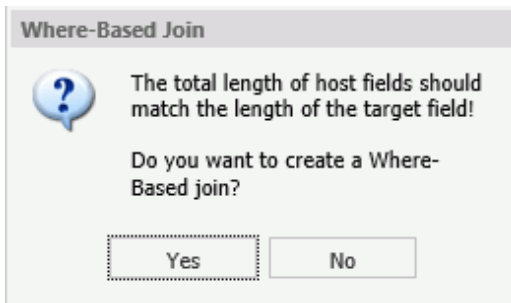 Where-Based Join
The total length of host fields should
match the length of the target field!
Do you want to create a Where-
Based join?
Yes
No